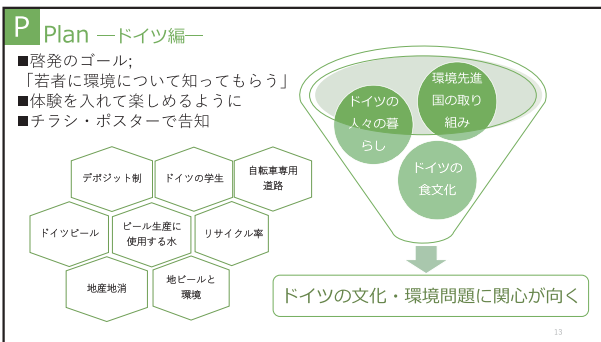 P
Plan ―ドイツ編―
■啓発のゴール;
「若者に環境について知ってもらう」
■体験を入れて楽しめるように
■チラシ・ポスターで告知
デポジット制
ドイツの学生
自転車専用
道路
ドイツビール
ビール生産に
使用する水
リサイクル率
地産地消
地ビールと
環境
ドイツの
人々の暮
らし
環境先進
国の取り
組み
ドイツの
食文化
ドイツの文化・環境問題に関心が向く
13